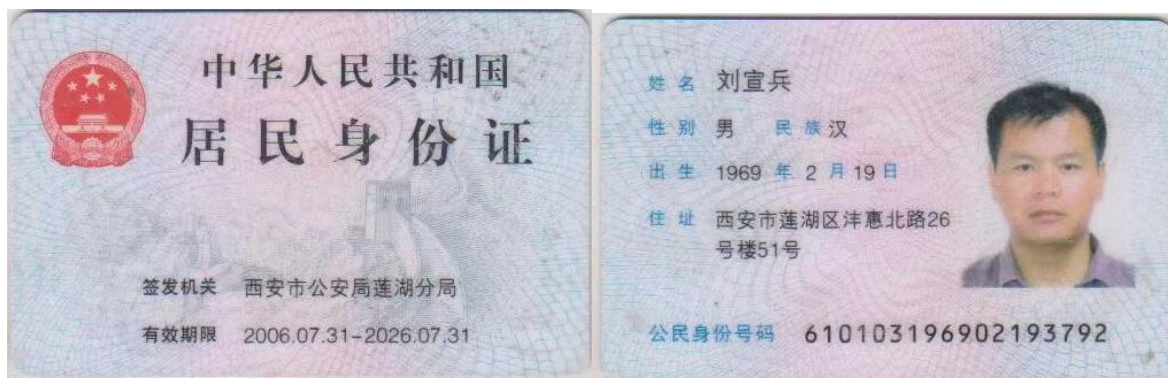 中华人民共和国
居民身份证
签发机关 西安市公安局莲湖分局
有效期限 2006.07.31-2026.07.31
姓名 刘宣兵
性别 男 民族 汉
出生 1969 年 2 月 19 日
住址 西安市莲湖区沣惠北路26
号楼51号
公民身份号码 610103196902193792